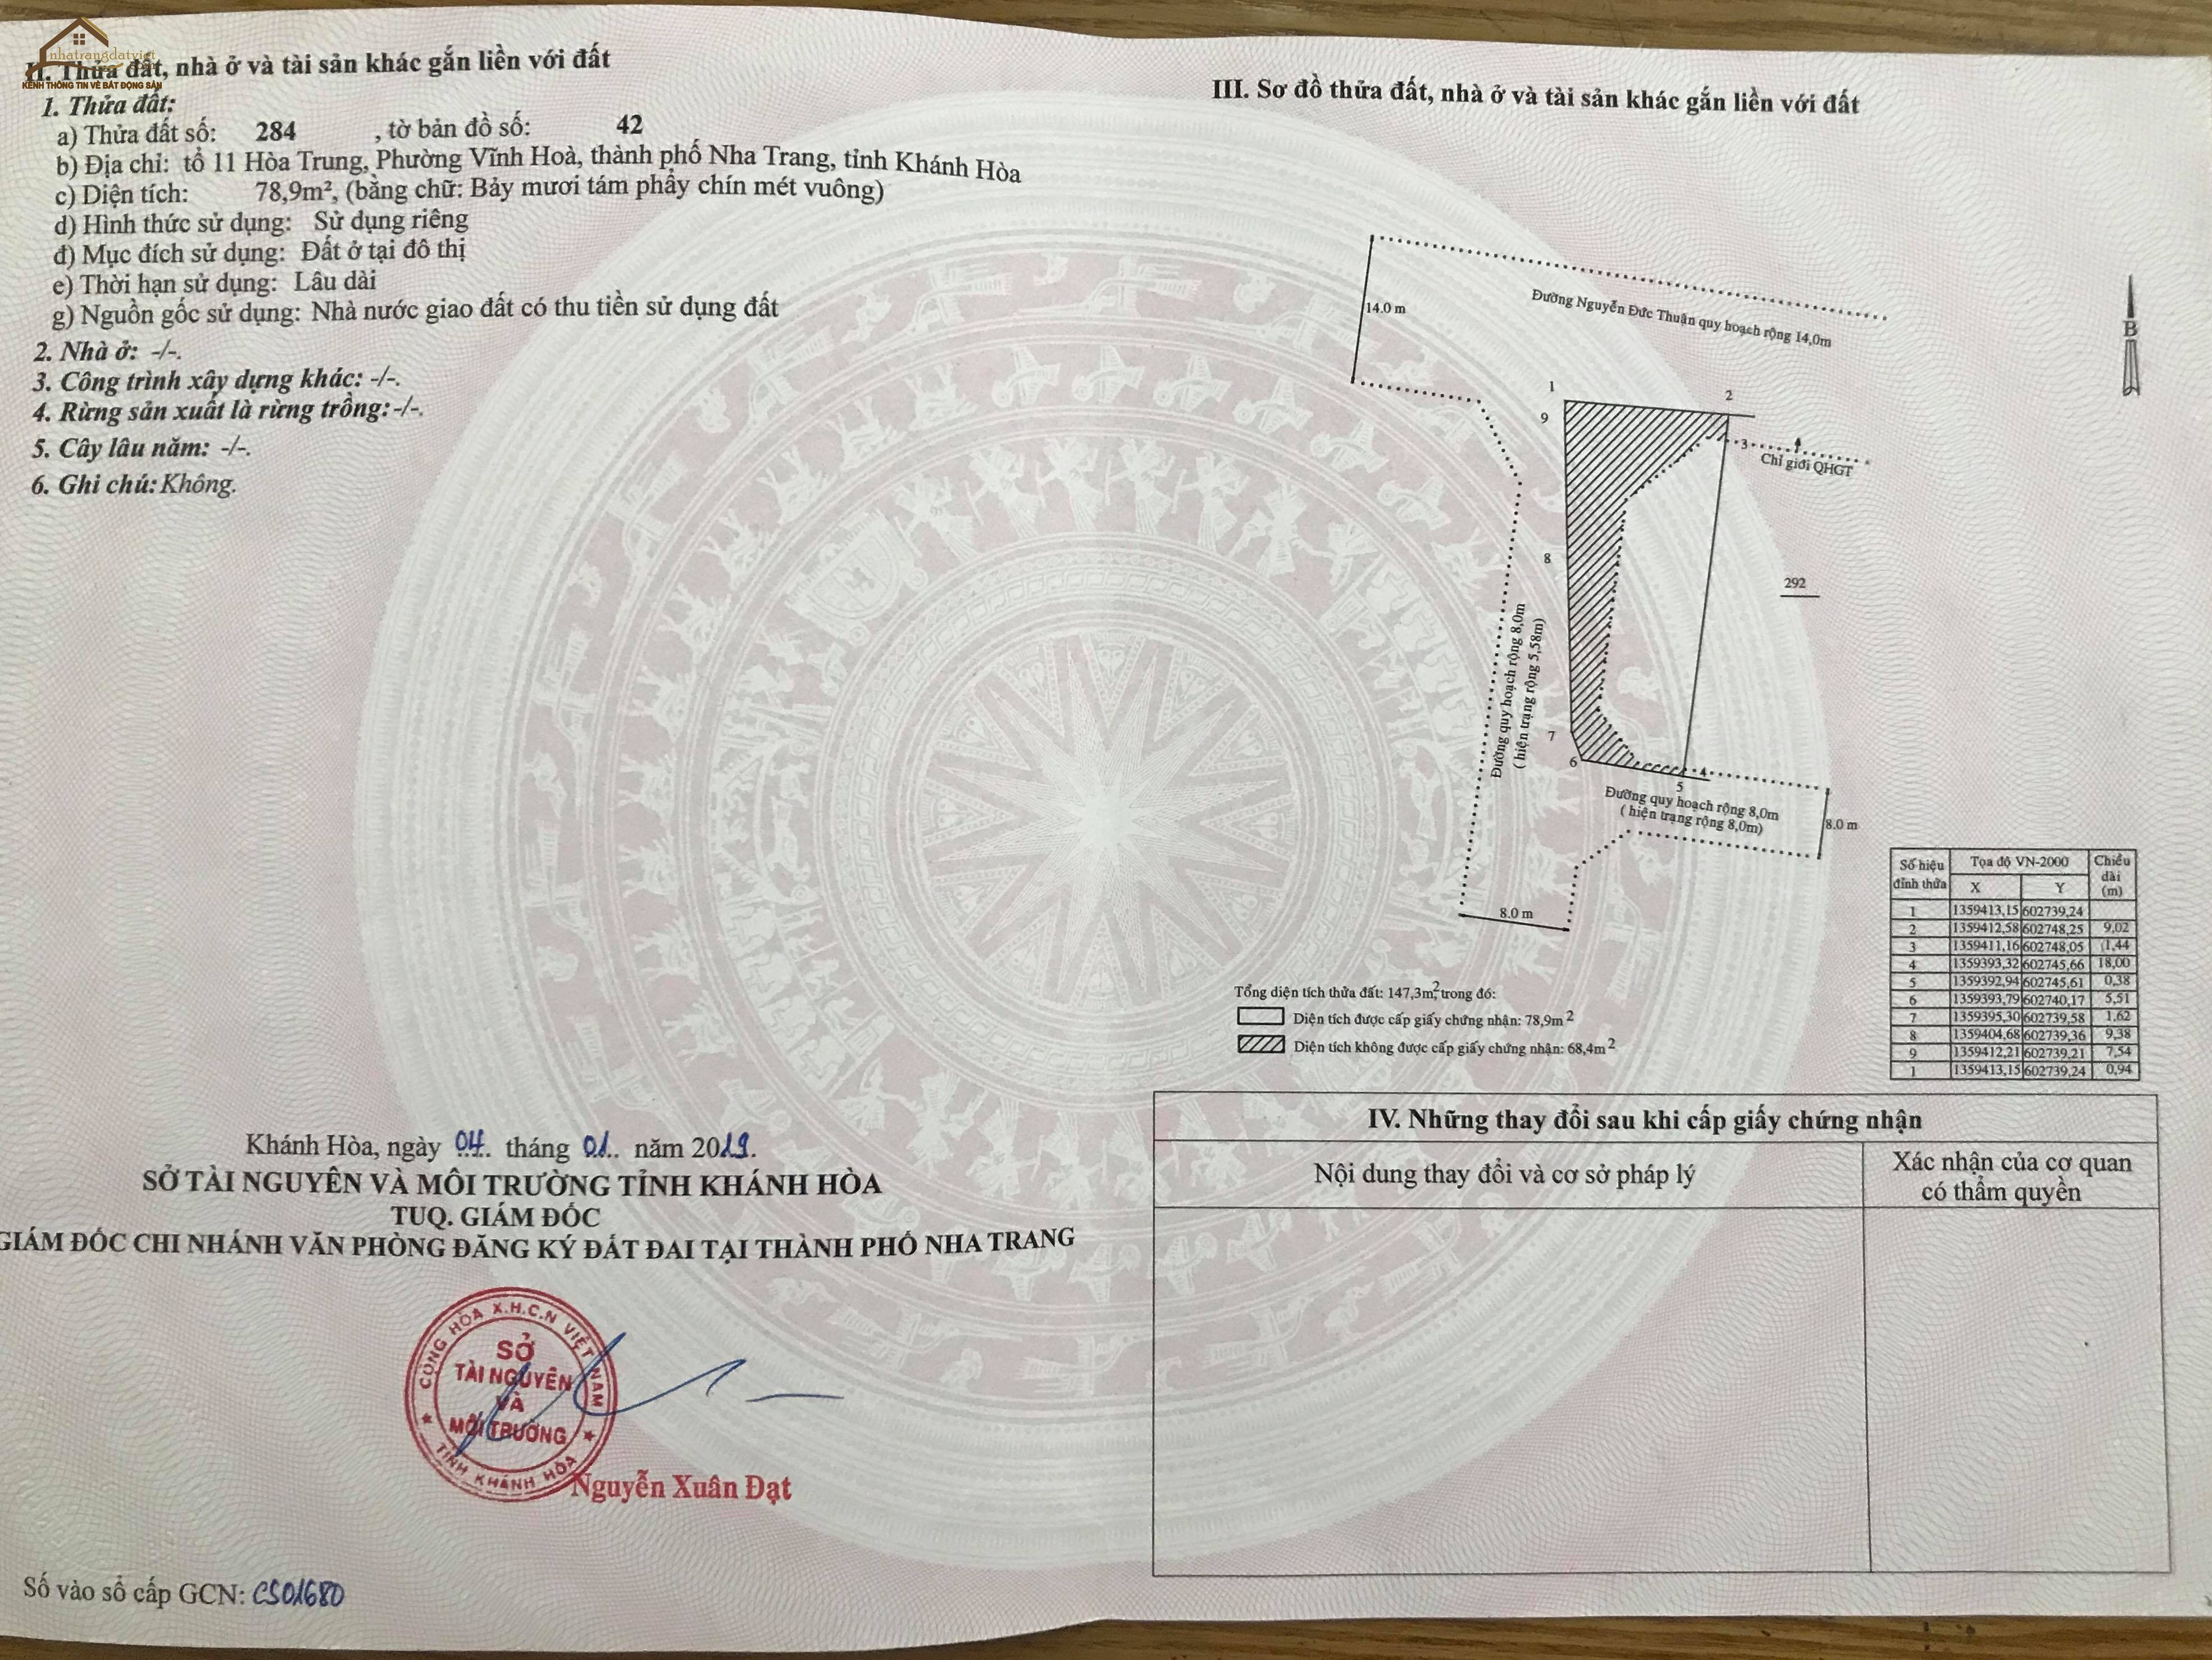 nhatrangdatviet
KÊNH THÔNG TIN VỀ BẤT ĐỘNG SẢN
II. Thửa đất, nhà ở và tài sản khác gắn liền với đất
1. Thửa đất:
a) Thửa đất số: 284 , tờ bản đồ số: 42
b) Địa chỉ: tổ 11 Hòa Trung, Phường Vĩnh Hoà, thành phố Nha Trang, tỉnh Khánh Hòa
c) Diện tích: 78,9m², (bằng chữ: Bảy mươi tám phẩy chín mét vuông)
d) Hình thức sử dụng: Sử dụng riêng
đ) Mục đích sử dụng: Đất ở tại đô thị
e) Thời hạn sử dụng: Lâu dài
g) Nguồn gốc sử dụng: Nhà nước giao đất có thu tiền sử dụng đất
2. Nhà ở: -/-.
3. Công trình xây dựng khác: -/-.
4. Rừng sản xuất là rừng trồng:-/-.
5. Cây lâu năm: -/-.
6. Ghi chú: Không.
Khánh Hòa, ngày 04 tháng 01 năm 2019.
SỞ TÀI NGUYÊN VÀ MÔI TRƯỜNG TỈNH KHÁNH HÒA
TUQ. GIÁM ĐỐC
GIÁM ĐỐC CHI NHÁNH VĂN PHÒNG ĐĂNG KÝ ĐẤT ĐAI TẠI THÀNH PHỐ NHA TRANG
CỘNG HÒA X.H.C.N VIỆT NAM
SỞ
TÀI NGUYÊN
VÀ
MÔI TRƯỜNG
TỈNH KHÁNH HÒA
Nguyễn Xuân Đạt
Số vào sổ cấp GCN: CS01680
III. Sơ đồ thửa đất, nhà ở và tài sản khác gắn liền với đất
14.0 m
Đường Nguyễn Đức Thuận quy hoạch rộng 14,0m
B
1
2
9
3
Chỉ giới QHGT
8
292
Đường quy hoạch rộng 8,0m
( hiện trạng rộng 5,58m)
7
6
4
5
Đường quy hoạch rộng 8,0m
( hiện trạng rộng 8,0m)
8.0 m
8.0 m
Số hiệu đỉnh thửa Tọa độ VN-2000 Chiều dài (m)
X Y
1 1359413,15 602739,24
2 1359412,58 602748,25 9,02
3 1359411,16 602748,05 1,44
4 1359393,32 602745,66 18,00
5 1359392,94 602745,61 0,38
6 1359393,79 602740,17 5,51
7 1359395,30 602739,58 1,62
8 1359404,68 602739,36 9,38
9 1359412,21 602739,21 7,54
1 1359413,15 602739,24 0,94
Tổng diện tích thửa đất: 147,3m², trong đó:
Diện tích được cấp giấy chứng nhận: 78,9m²
Diện tích không được cấp giấy chứng nhận: 68,4m²
IV. Những thay đổi sau khi cấp giấy chứng nhận
Nội dung thay đổi và cơ sở pháp lý
Xác nhận của cơ quan
có thẩm quyền